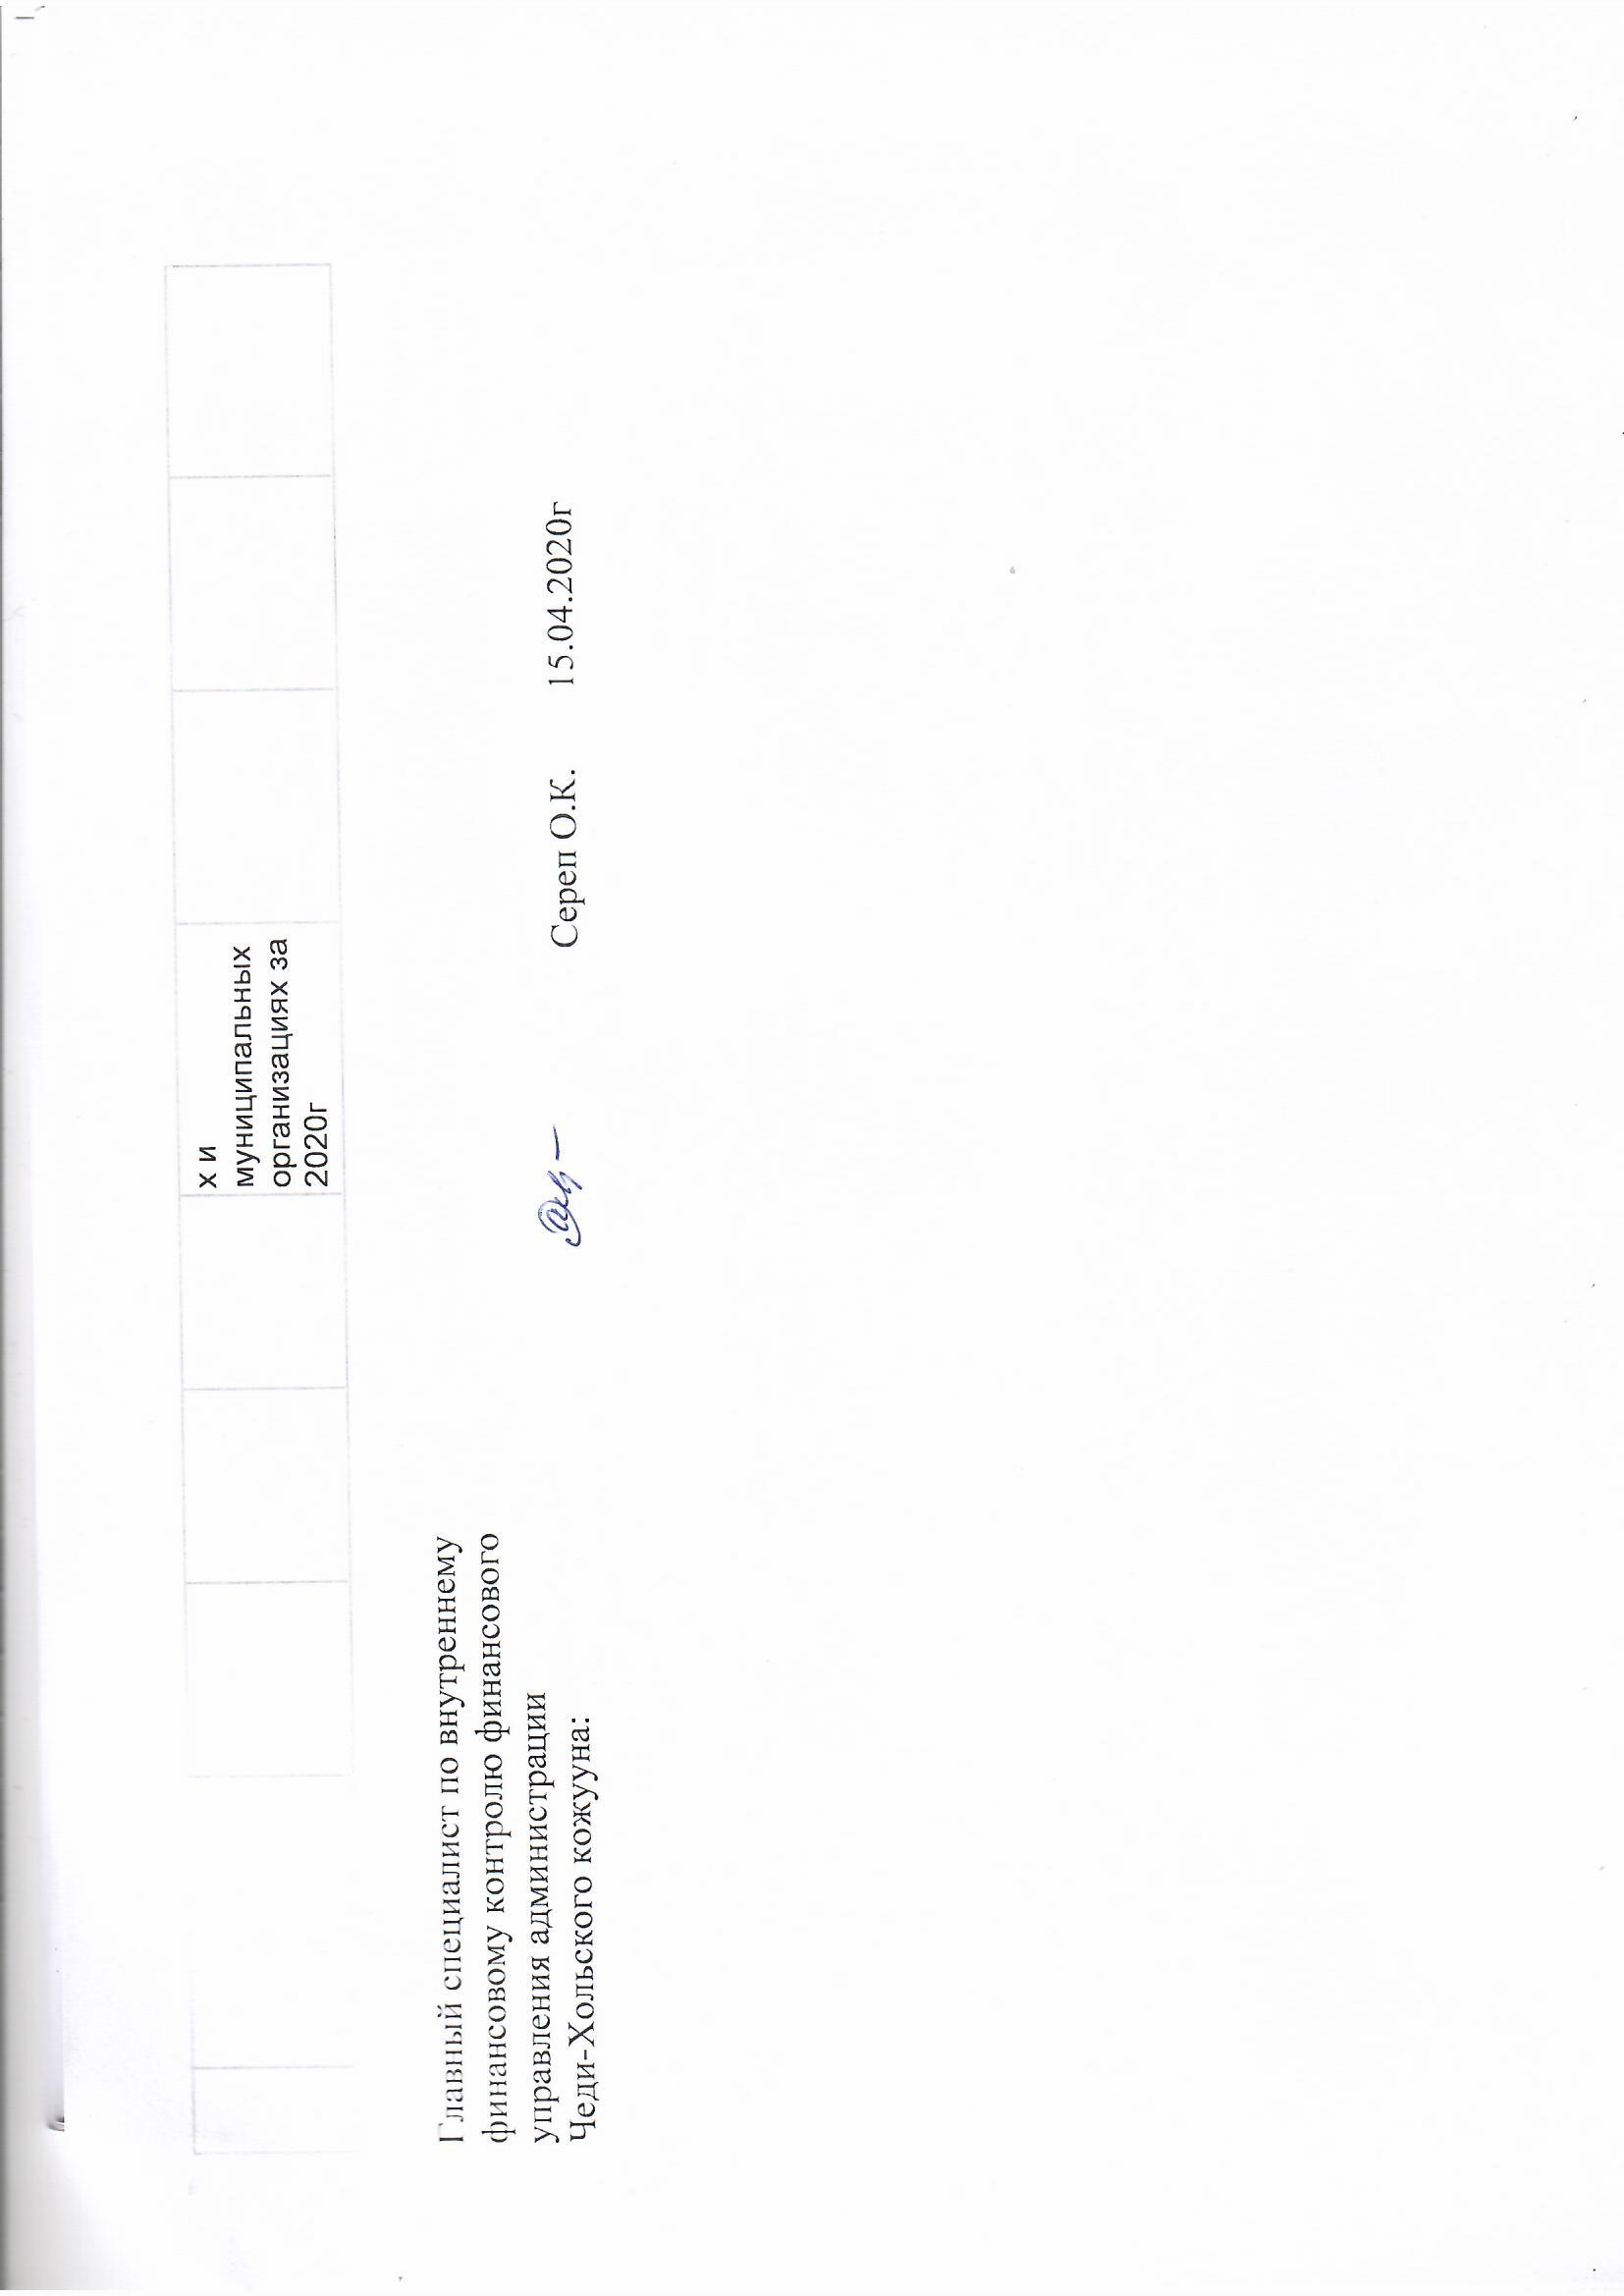 х и
муниципальных
организациях за
2020г
Главный специалист по внутреннему
финансовому контролю финансового
управления администрации
Чеди-Хольского кожууна:
Сереп О.К.
15.04.2020г